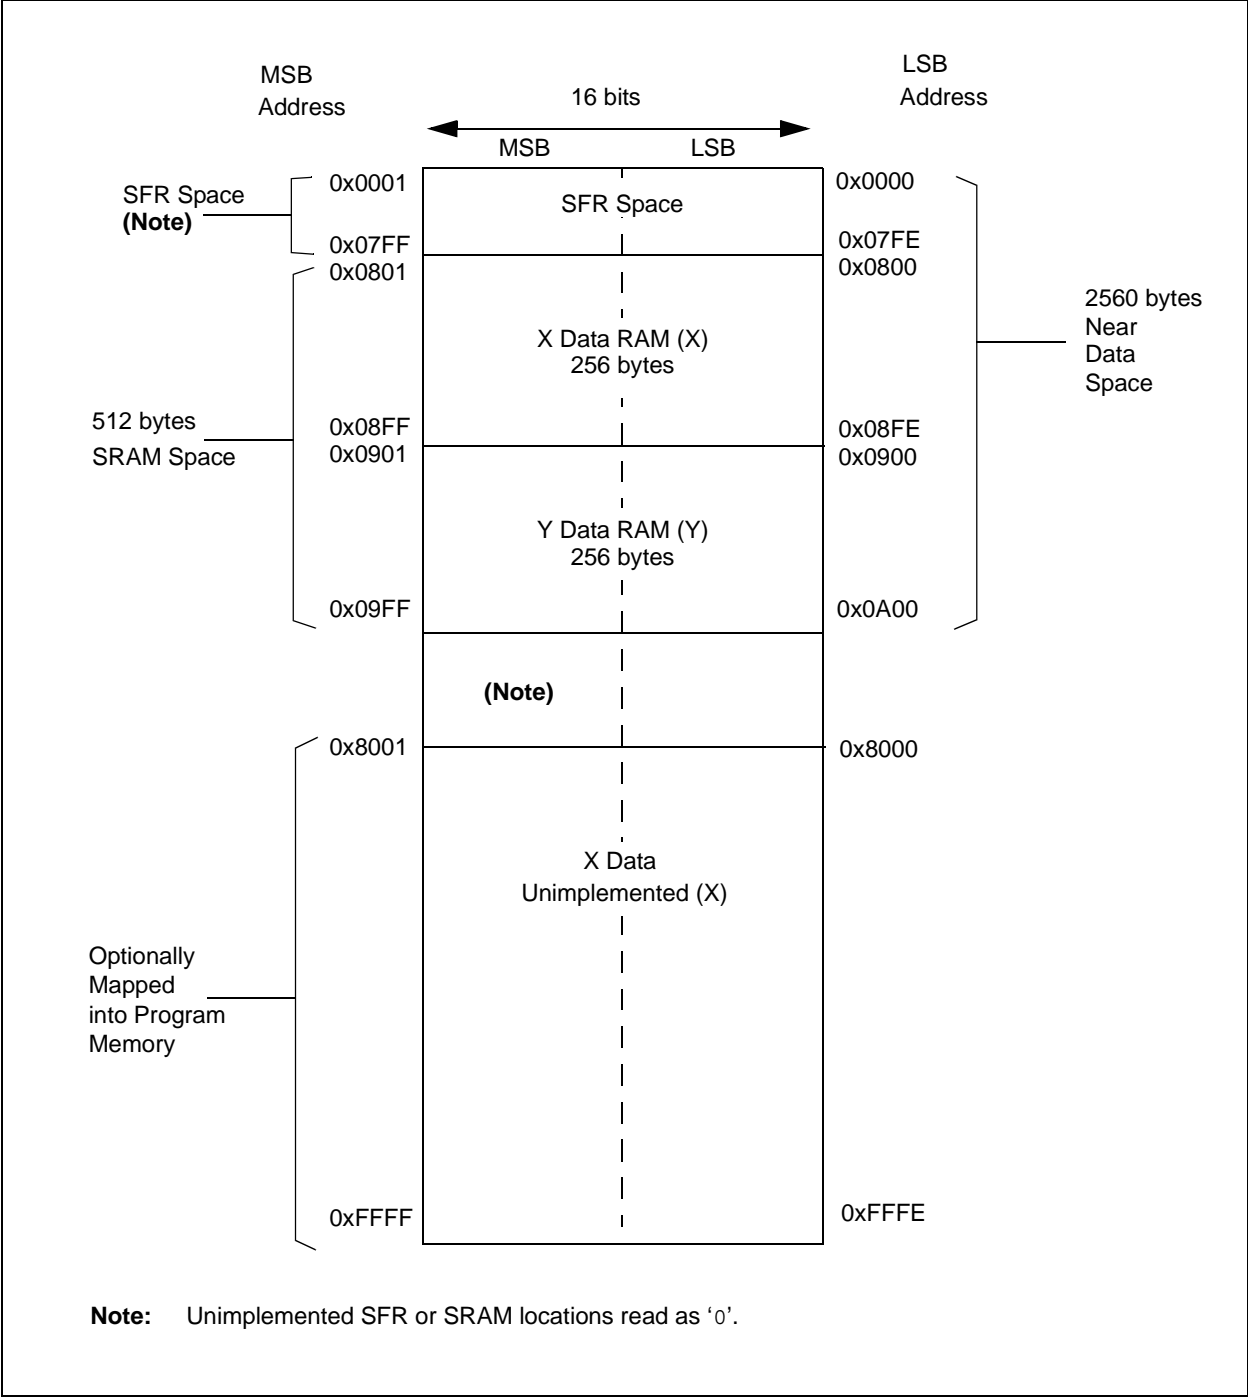 MSB
Address
16 bits
LSB
Address
MSB
LSB
SFR Space
(Note)
0x0001
SFR Space
0x0000
0x07FF
0x07FE
0x0801
0x0800
2560 bytes
Near
Data
Space
X Data RAM (X)
256 bytes
512 bytes
SRAM Space
0x08FF
0x08FE
0x0901
0x0900
Y Data RAM (Y)
256 bytes
0x09FF
0x0A00
(Note)
0x8001
0x8000
X Data
Unimplemented (X)
Optionally
Mapped
into Program
Memory
0xFFFF
0xFFFE
Note: Unimplemented SFR or SRAM locations read as ‘0’.